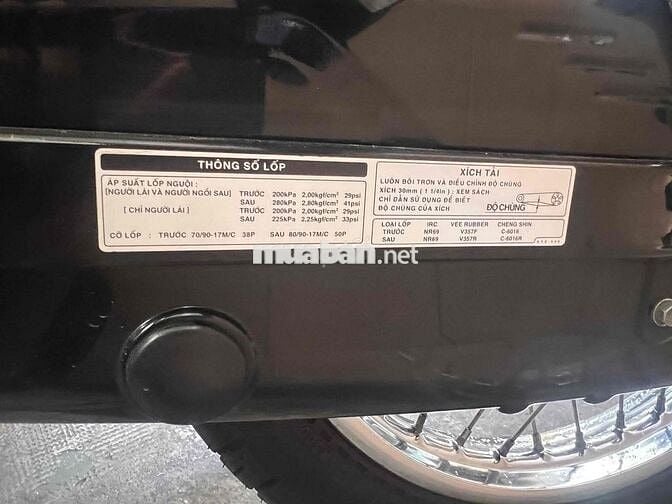 THÔNG SỐ LỐP
ÁP SUẤT LỐP NGUỘI :
[NGƯỜI LÁI VÀ NGƯỜI NGỒI SAU] TRƯỚC 200kPa 2,00kgf/cm² 29psi
SAU 280kPa 2,80kgf/cm² 41psi
[ CHỈ NGƯỜI LÁI ] TRƯỚC 200kPa 2,00kgf/cm² 29psi
SAU 225kPa 2,25kgf/cm² 33psi
CỠ LỐP : TRƯỚC 70/90-17M/C 38P SAU 80/90-17M/C 50P
XÍCH TẢI
LUÔN BÔI TRƠN VÀ ĐIỀU CHỈNH ĐỘ CHÙNG
XÍCH 30mm ( 1 1/8in) : XEM SÁCH
CHỈ DẪN SỬ DỤNG ĐỂ BIẾT
ĐỘ CHÙNG CỦA XÍCH
ĐỘ CHÙNG
LOẠI LỐP IRC VEE RUBBER CHENG SHIN
TRƯỚC NR69 V357F C-6016
SAU NR69 V357R C-6016R
muaban.net